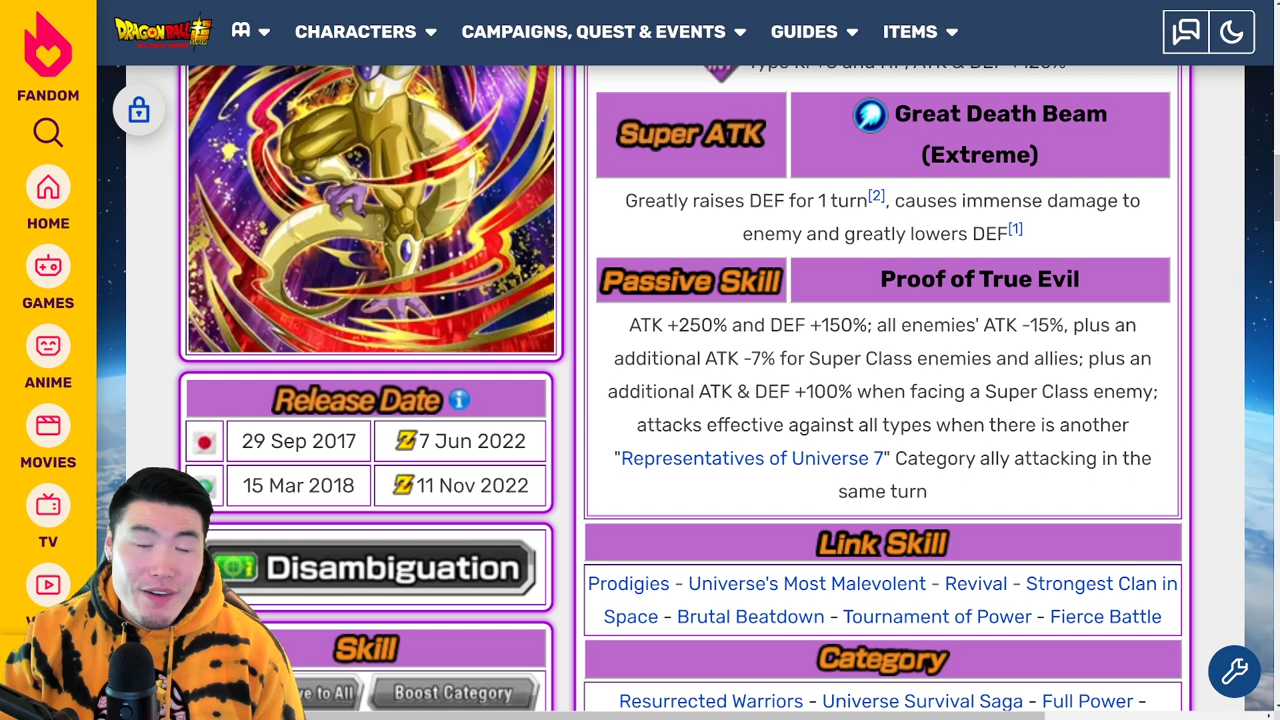 FANDOM
HOME
GAMES
ANIME
MOVIES
TV
DRAGON BALL
CHARACTERS
CAMPAIGNS, QUEST & EVENTS
GUIDES
ITEMS
Super ATK
Great Death Beam
(Extreme)
Greatly raises DEF for 1 turn[2], causes immense damage to
enemy and greatly lowers DEF[1]
Passive Skill
Proof of True Evil
ATK +250% and DEF +150%; all enemies' ATK -15%, plus an
additional ATK -7% for Super Class enemies and allies; plus an
additional ATK & DEF +100% when facing a Super Class enemy;
attacks effective against all types when there is another
"Representatives of Universe 7" Category ally attacking in the
same turn
Link Skill
Prodigies - Universe's Most Malevolent - Revival - Strongest Clan in
Space - Brutal Beatdown - Tournament of Power - Fierce Battle
Category
Resurrected Warriors - Universe Survival Saga - Full Power -
Release Date i
29 Sep 2017 Z 7 Jun 2022
15 Mar 2018 Z 11 Nov 2022
Disambiguation
Skill
ve to All
Boost Category